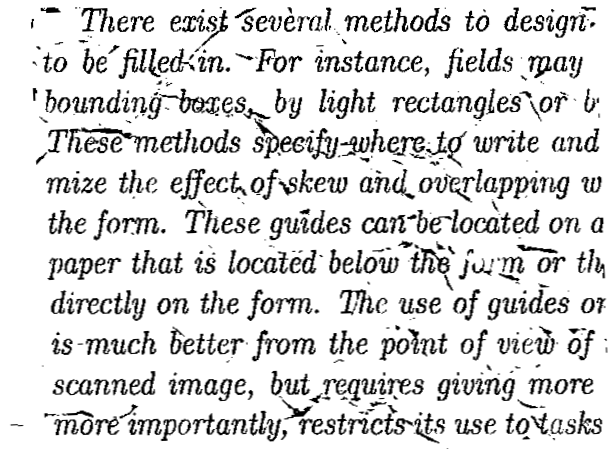 There exist several methods to design
to be filled in. For instance, fields may
bounding boxes, by light rectangles or b
These methods specify where to write and
mize the effect of skew and overlapping w
the form. These guides can be located on a
paper that is located below the form or th
directly on the form. The use of guides or
is much better from the point of view of
scanned image, but requires giving more
more importantly, restricts its use to tasks